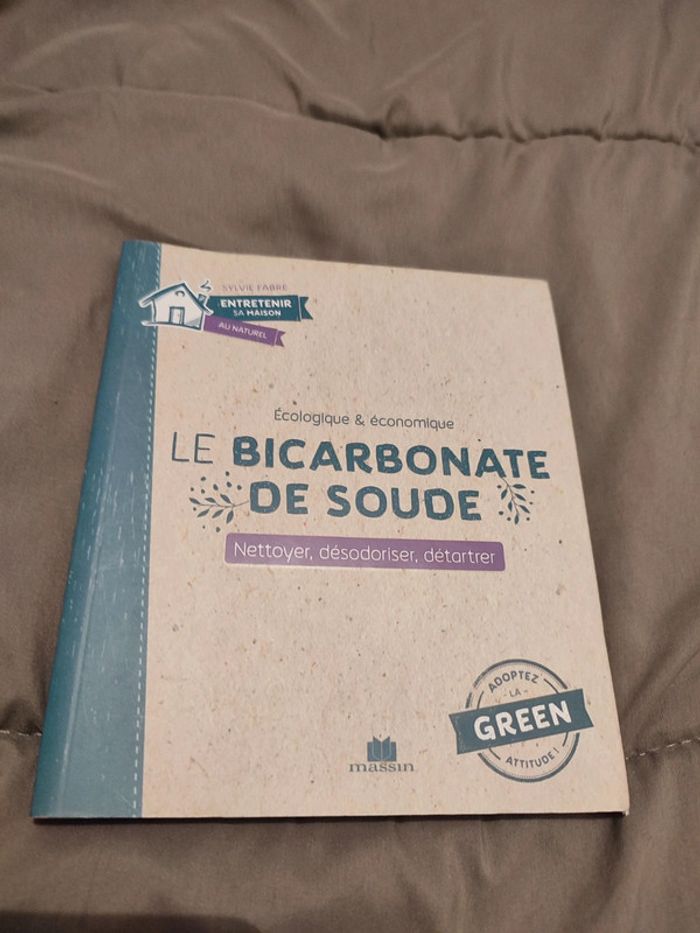 SYLVIE FABRE
ENTRETENIR
SA MAISON
AU NATUREL
Écologique & économique
LE BICARBONATE
DE SOUDE
Nettoyer, désodoriser, détartrer
ADOPTEZ
- LA -
GREEN
ATTITUDE !
massin